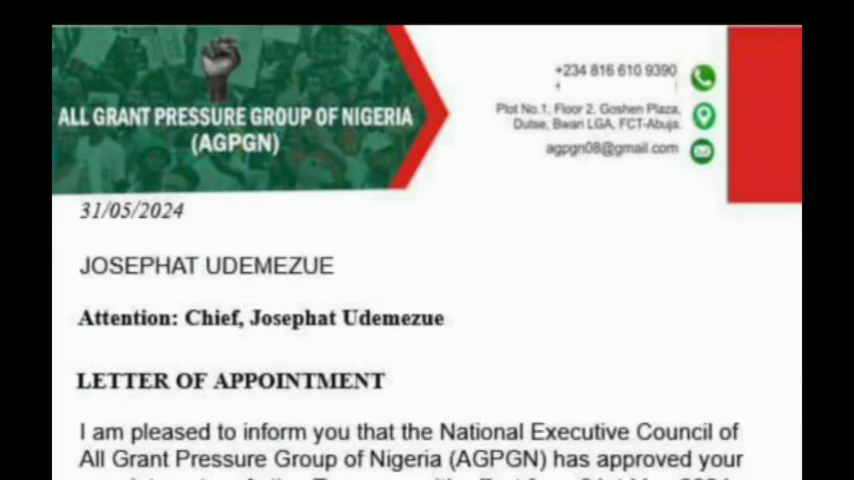 ALL GRANT PRESSURE GROUP OF NIGERIA
(AGPGN)
+234 816 610 9390
Plot No.1, Floor 2, Goshen Plaza,
Dutse, Bwari LGA, FCT-Abuja.
agpgn08@gmail.com
31/05/2024
JOSEPHAT UDEMEZUE
Attention: Chief, Josephat Udemezue
LETTER OF APPOINTMENT
I am pleased to inform you that the National Executive Council of
All Grant Pressure Group of Nigeria (AGPGN) has approved your